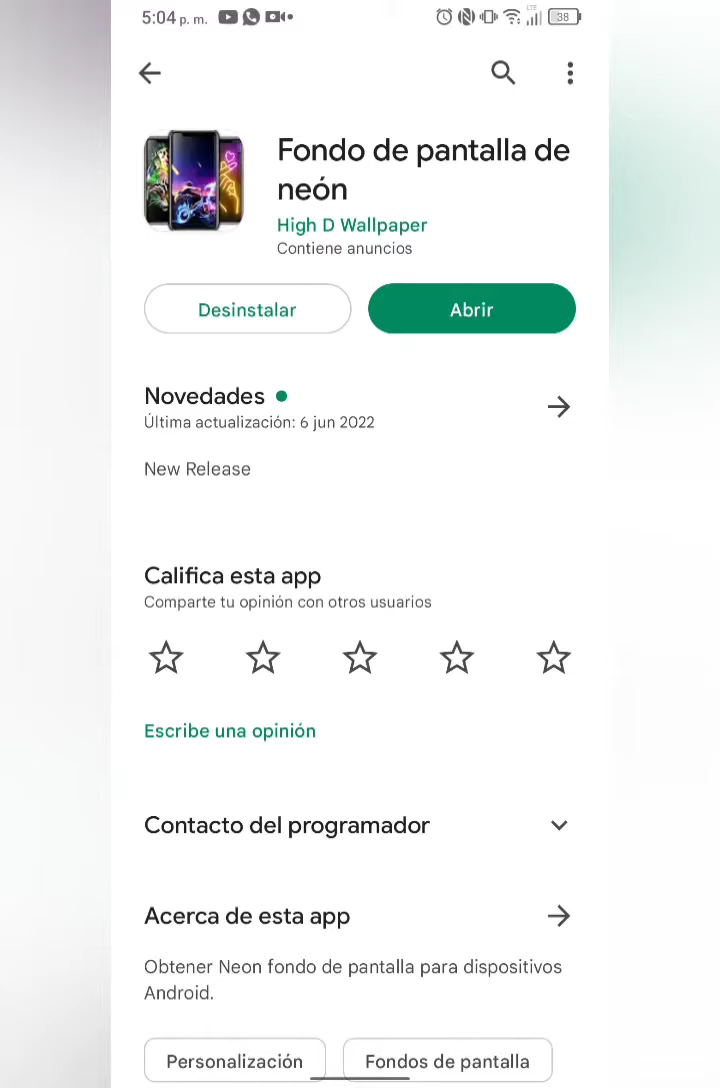 5:04 p. m.
LTE
38
Fondo de pantalla de
neón
High D Wallpaper
Contiene anuncios
Desinstalar
Abrir
Novedades
Última actualización: 6 jun 2022
New Release
Califica esta app
Comparte tu opinión con otros usuarios
Escribe una opinión
Contacto del programador
Acerca de esta app
Obtener Neon fondo de pantalla para dispositivos
Android.
Personalización
Fondos de pantalla